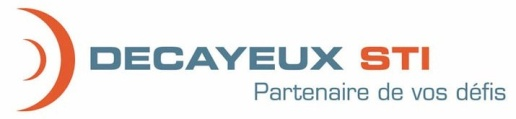 DECAYEUX STI
Partenaire de vos défis